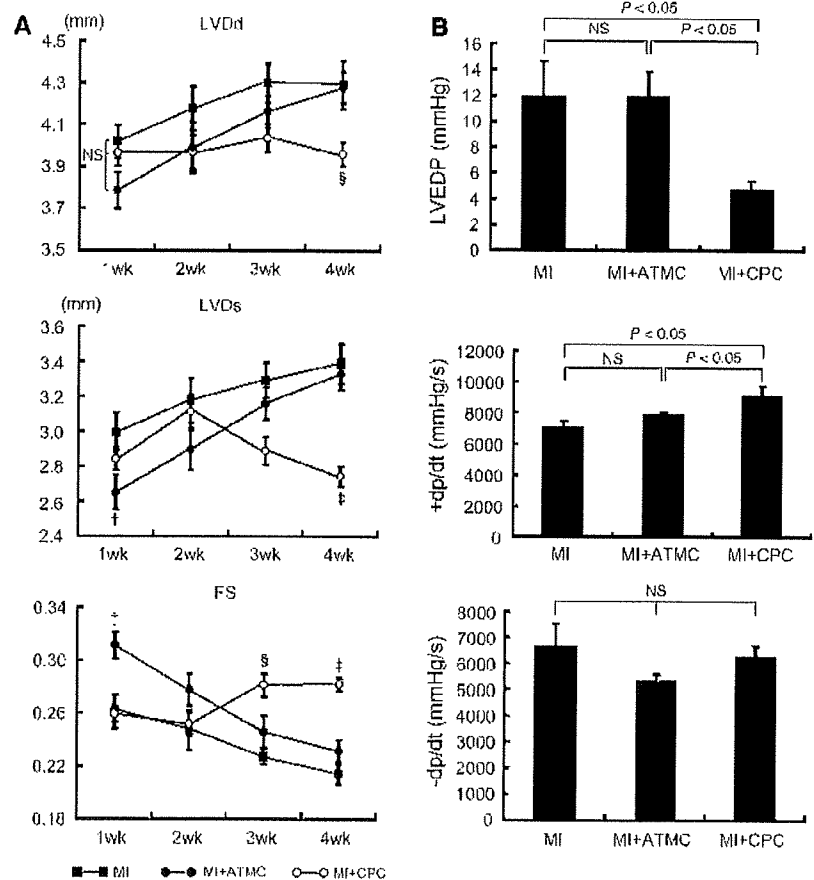 A
LVDd
(mm)
4.5
4.3
4.1
3.9
3.7
3.5
NS
§
1wk 2wk 3wk 4wk
LVDs
(mm)
3.8
3.4
3.2
3.0
2.8
2.6
2.4
†
‡
1wk 2wk 3wk 4wk
FS
0.34
0.30
0.26
0.22
0.18
‡
§
‡
1wk 2wk 3wk 4wk
MI MI+ATMC MI+CPC
B
P < 0.05
NS P < 0.05
LVEDP (mmHg)
16
14
12
10
8
6
4
2
0
MI MI+ATMC MI+CPC
P < 0.05
NS P < 0.05
+dp/dt (mmHg/s)
12000
10000
8000
6000
4000
2000
0
MI MI+ATMC MI+CPC
NS
-dp/dt (mmHg/s)
8000
7000
6000
5000
4000
3000
2000
1000
0
MI MI+ATMC MI+CPC